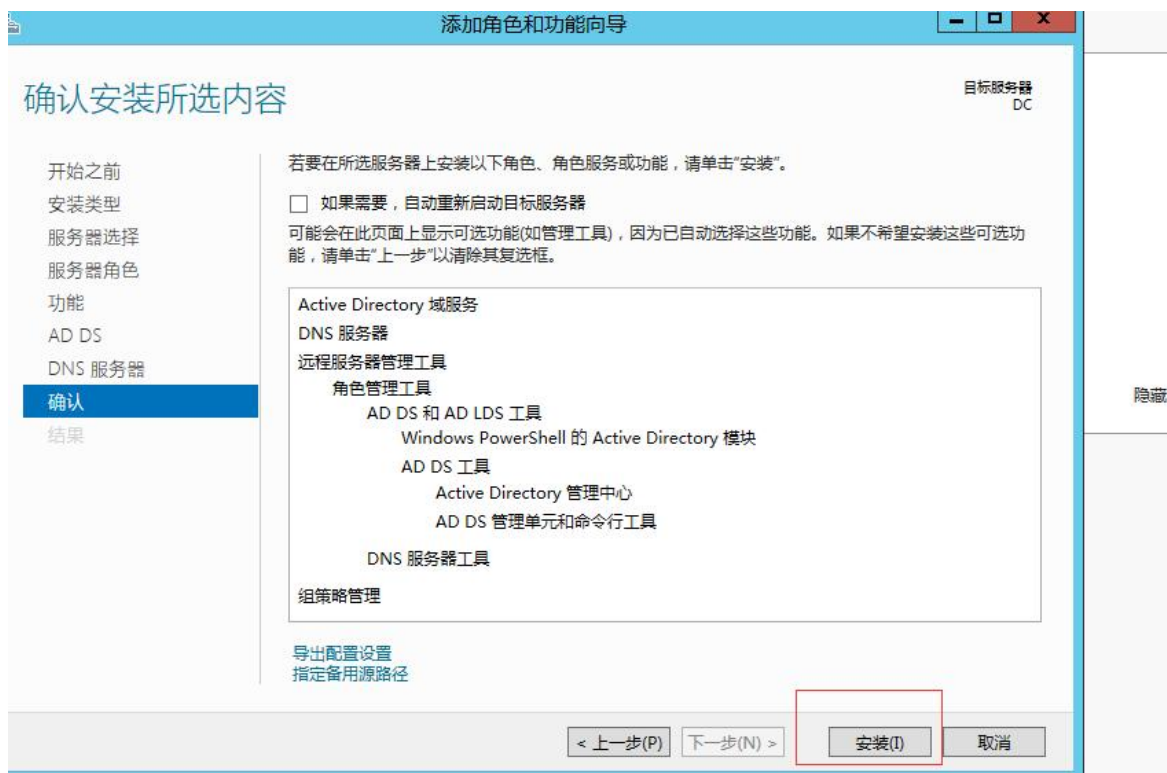 添加角色和功能向导
确认安装所选内容
目标服务器
DC
开始之前
安装类型
服务器选择
服务器角色
功能
AD DS
DNS 服务器
确认
结果
若要在所选服务器上安装以下角色、角色服务或功能，请单击"安装"。
如果需要，自动重新启动目标服务器
可能会在此页面上显示可选功能(如管理工具)，因为已自动选择这些功能。如果不希望安装这些可选功
能，请单击"上一步"以清除其复选框。
Active Directory 域服务
DNS 服务器
远程服务器管理工具
角色管理工具
AD DS 和 AD LDS 工具
Windows PowerShell 的 Active Directory 模块
AD DS 工具
Active Directory 管理中心
AD DS 管理单元和命令行工具
DNS 服务器工具
组策略管理
导出配置设置
指定备用源路径
< 上一步(P)
下一步(N) >
安装(I)
取消
隐藏